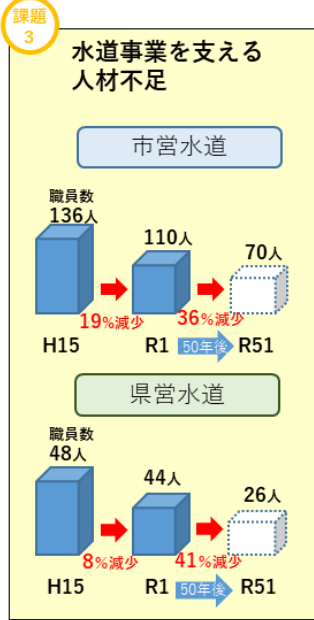 課題
3
水道事業を支える
人材不足
市営水道
職員数
136人
110人
70人
19%減少
36%減少
H15
R1
50年後
R51
県営水道
職員数
48人
44人
26人
8%減少
41%減少
H15
R1
50年後
R51